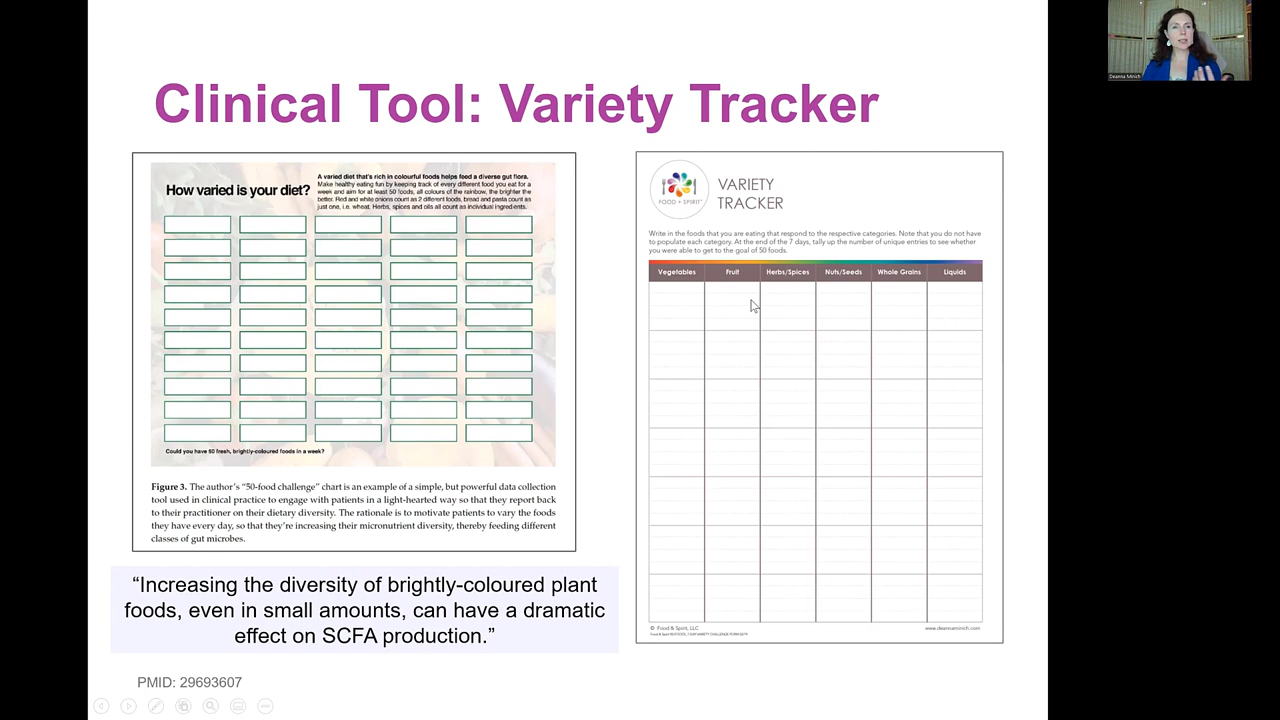 Clinical Tool: Variety Tracker
Deanna Minich
How varied is your diet?
A varied diet that's rich in colourful foods helps feed a diverse gut flora.
Make healthy eating fun by keeping track of every different food you eat for a
week and aim for at least 50 foods, all colours of the rainbow, the brighter the
better. Red and white onions count as 2 different foods, bread and pasta count as
just one, i.e. wheat. Herbs, spices and oils all count as individual ingredients.
Could you have 50 fresh, brightly-coloured foods in a week?
Figure 3. The author's “50-food challenge” chart is an example of a simple, but powerful data collection
tool used in clinical practice to engage with patients in a light-hearted way so that they report back
to their practitioner on their dietary diversity. The rationale is to motivate patients to vary the foods
they have every day, so that they're increasing their micronutrient diversity, thereby feeding different
classes of gut microbes.
“Increasing the diversity of brightly-coloured plant
foods, even in small amounts, can have a dramatic
effect on SCFA production.”
PMID: 29693607
FOOD + SPIRIT™
VARIETY
TRACKER
Write in the foods that you are eating that respond to the respective categories. Note that you do not have
to populate each category. At the end of the 7 days, tally up the number of unique entries to see whether
you were able to get to the goal of 50 foods.
Vegetables Fruit Herbs/Spices Nuts/Seeds Whole Grains Liquids
© Food & Spirit, LLC www.deannaminich.com